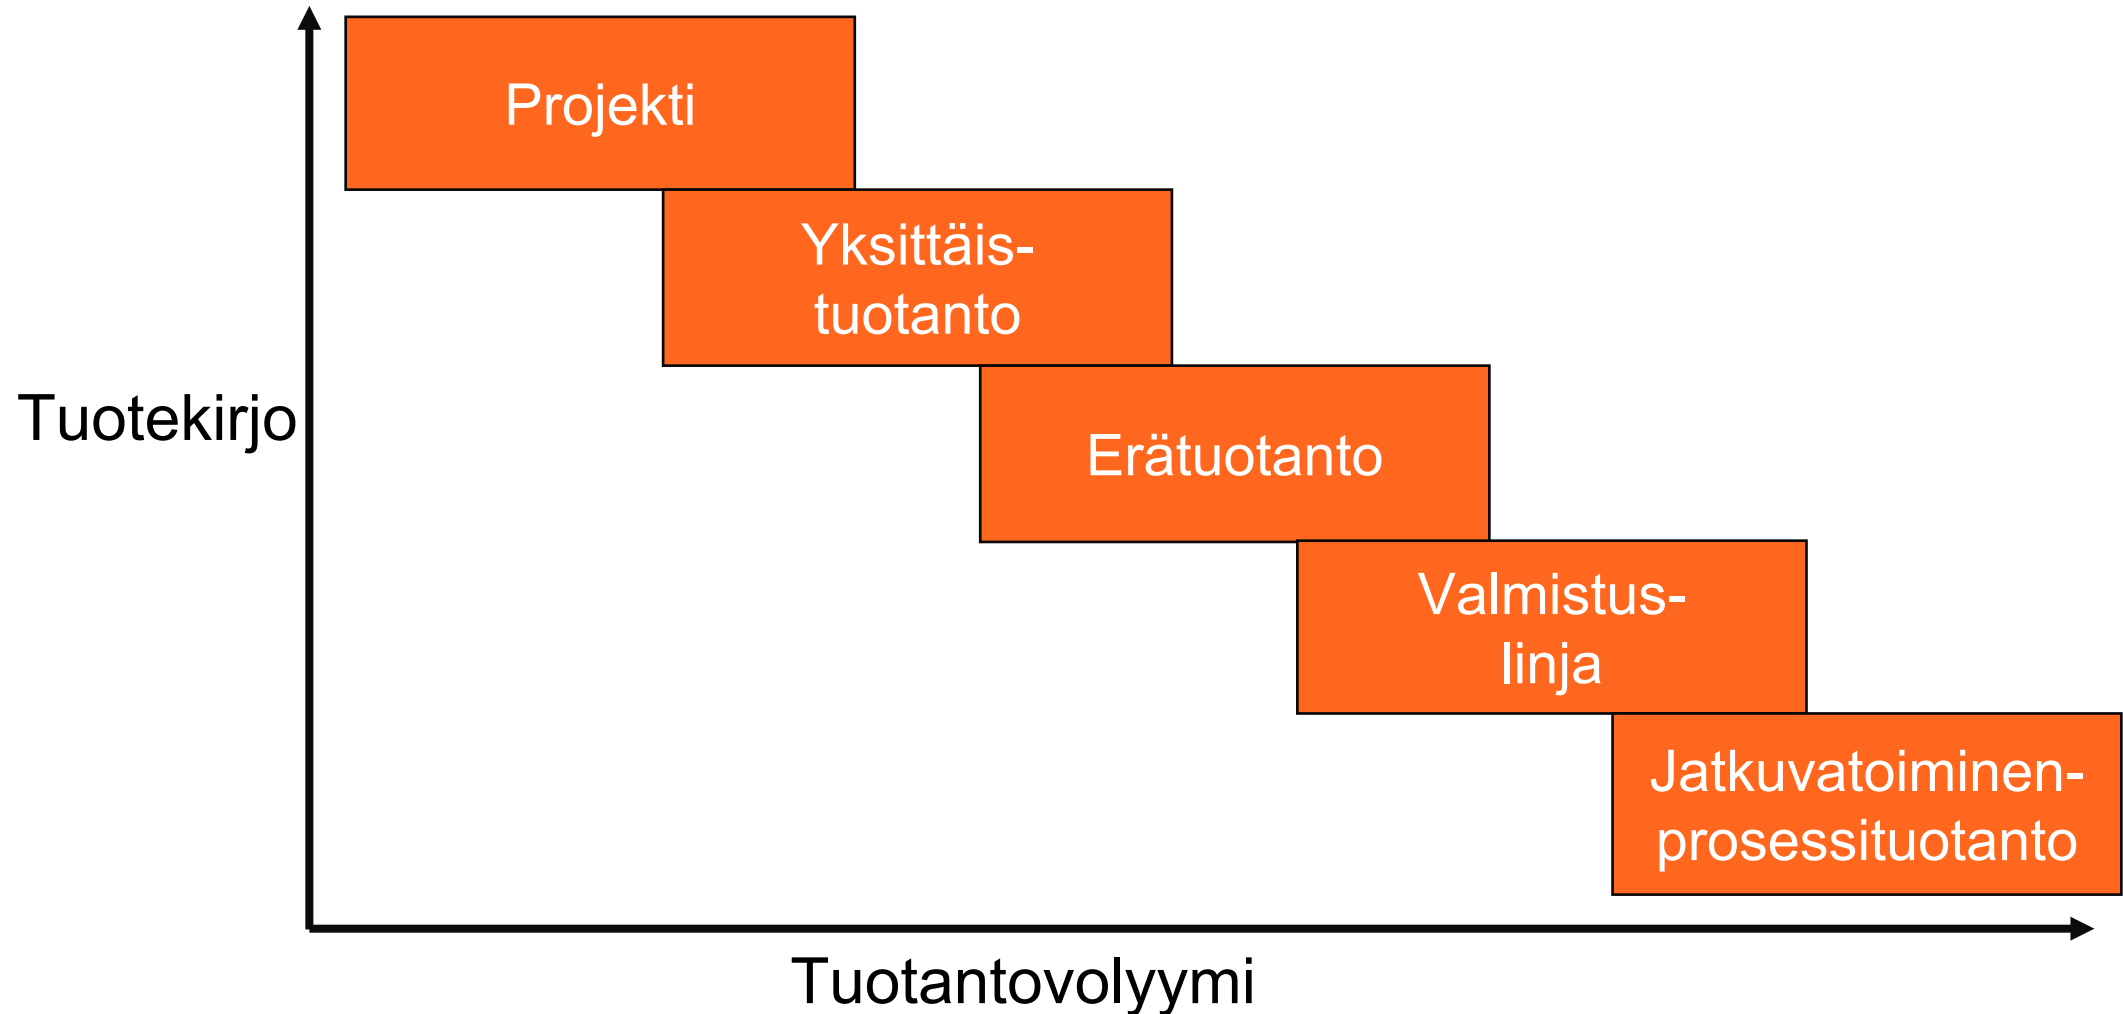 Projekti
Yksittäis-
tuotanto
Tuotekirjo
Erätuotanto
Valmistus-
linja
Jatkuvatoiminen-
prosessituotanto
Tuotantovolyymi